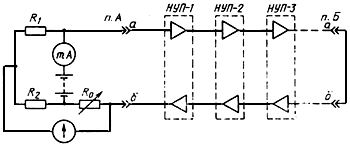 R1 п.А а НУП-1 НУП-2 НУП-3 п.Б
а
mA
R2 R0 б б